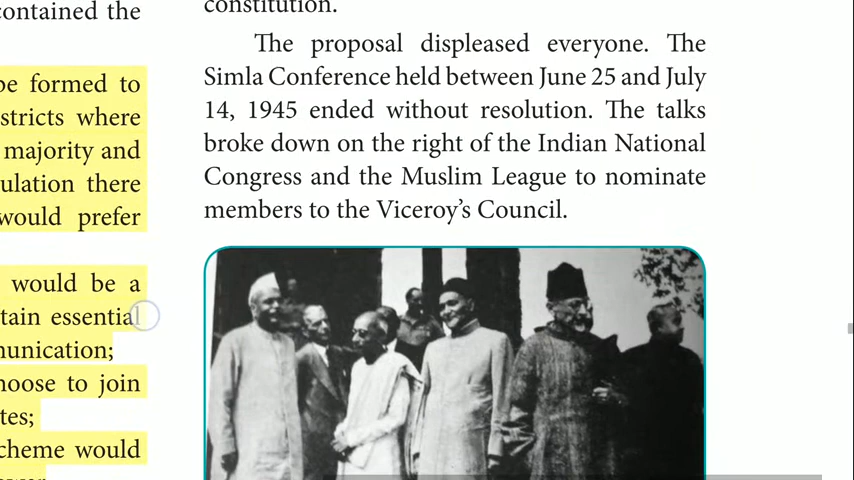 contained the
be formed to
stricts where
majority and
ulation there
would prefer
would be a
tain essential
munication;
hoose to join
tes;
cheme would
constitution.
The proposal displeased everyone. The
Simla Conference held between June 25 and July
14, 1945 ended without resolution. The talks
broke down on the right of the Indian National
Congress and the Muslim League to nominate
members to the Viceroy's Council.